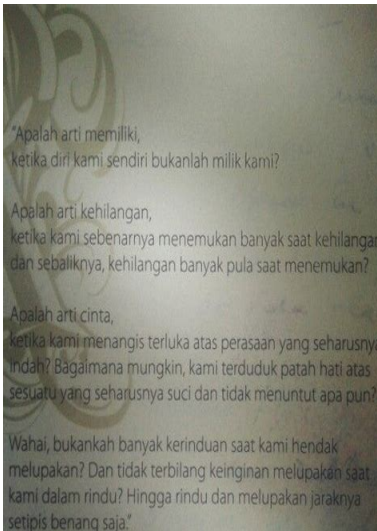 "Apalah arti memiliki,
ketika diri kami sendiri bukanlah milik kami?
Apalah arti kehilangan,
ketika kami sebenarnya menemukan banyak saat kehilangan
dan sebaliknya, kehilangan banyak pula saat menemukan?
Apalah arti cinta,
ketika kami menangis terluka atas perasaan yang seharusnya
indah? Bagaimana mungkin, kami terduduk patah hati atas
sesuatu yang seharusnya suci dan tidak menuntut apa pun?
Wahai, bukankah banyak kerinduan saat kami hendak
melupakan? Dan tidak terbilang keinginan melupakan saat
kami dalam rindu? Hingga rindu dan melupakan jaraknya
setipis benang saja."